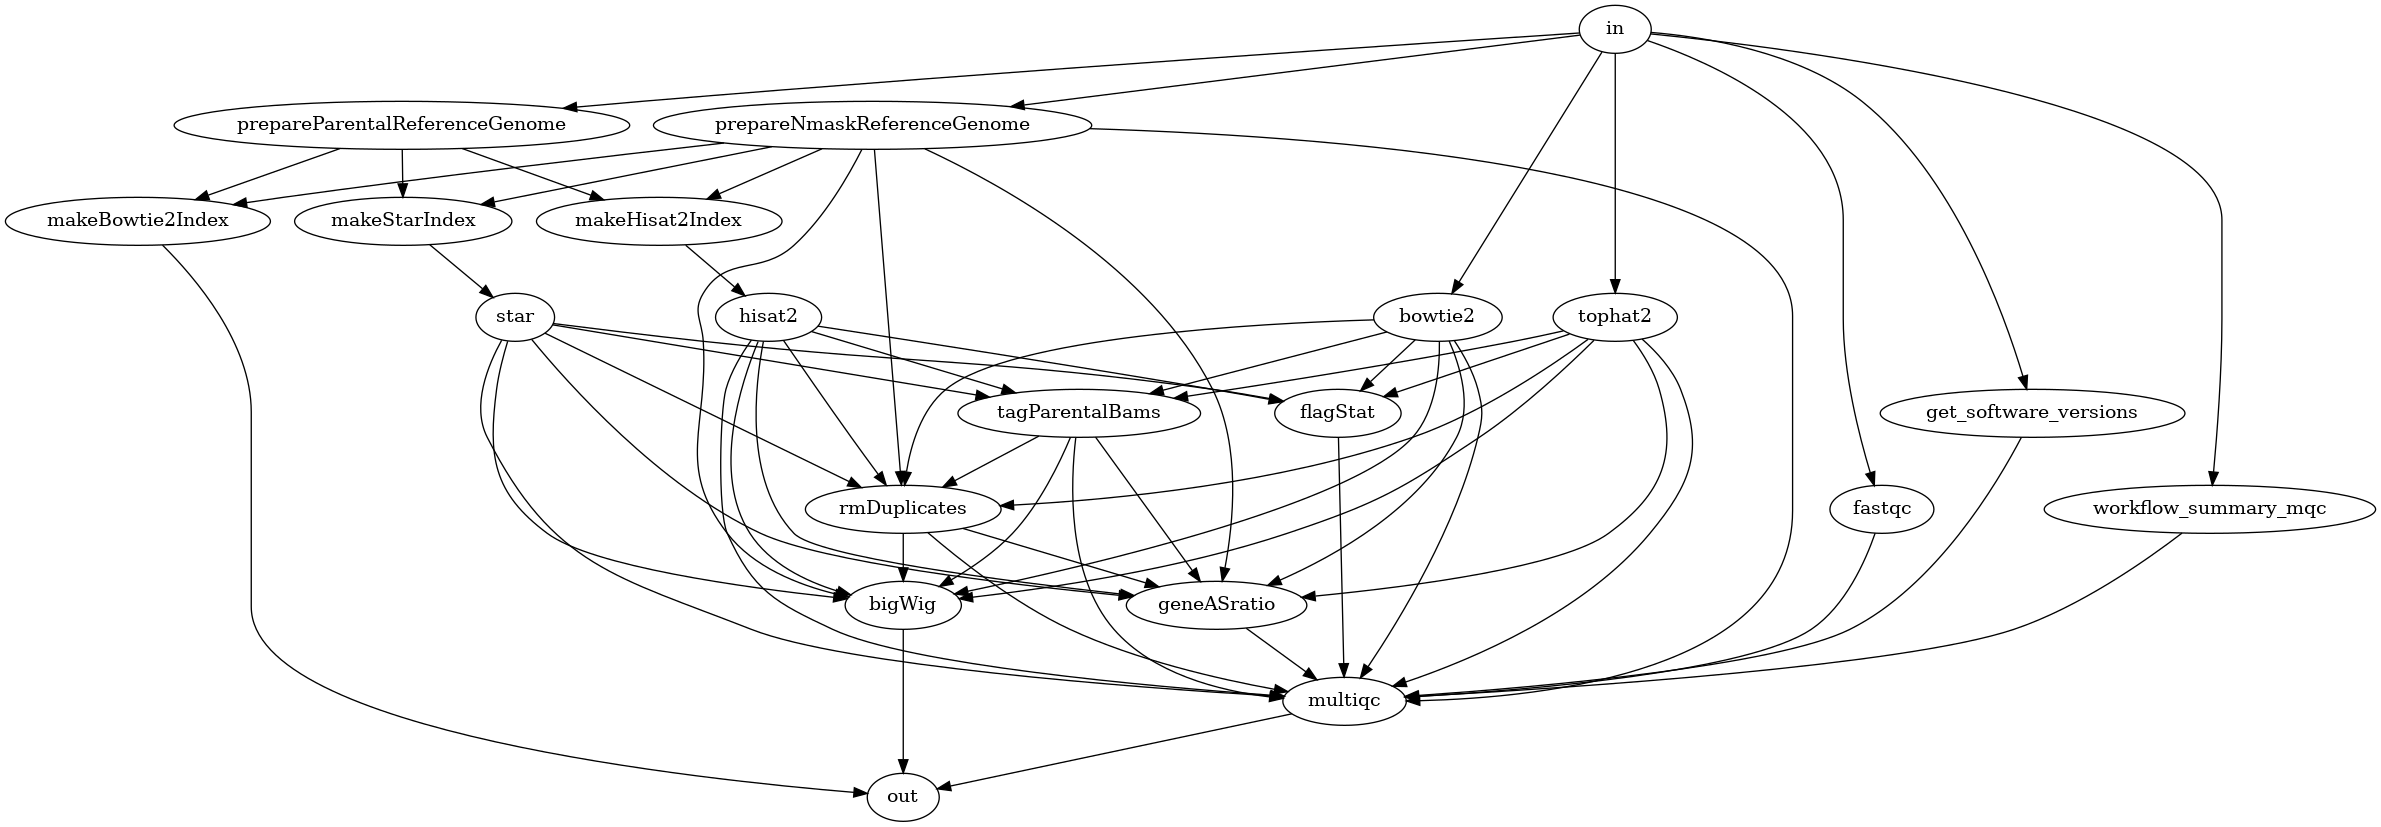 in
prepareParentalReferenceGenome
prepareNmaskReferenceGenome
makeBowtie2Index
makeStarIndex
makeHisat2Index
star
hisat2
bowtie2
tophat2
tagParentalBams
flagStat
get_software_versions
rmDuplicates
fastqc
workflow_summary_mqc
bigWig
geneASratio
multiqc
out